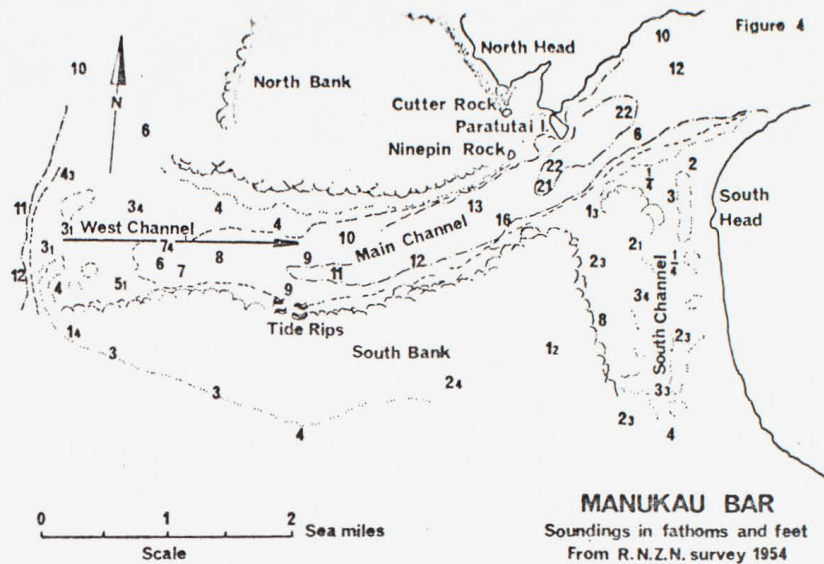 Figure 4
North Head
10
12
10
North Bank
N
Cutter Rock
Paratutai I.
22
6
Ninepin Rock
6
22
21
4₃
2
¼
3
South
Head
11
3₄
4
4
13
16
1₃
3₁
West Channel
10
Main Channel
2₁
3₁
7₄
8
9
12
2₃
½
12
6
7
11
4
5₁
9
3₄
South Channel
Tide Rips
8
1₄
2₃
3
South Bank
1₂
3
2₄
3₃
2₃
4
4
MANUKAU BAR
Soundings in fathoms and feet
From R.N.Z.N. survey 1954
0
1
2
Sea miles
Scale